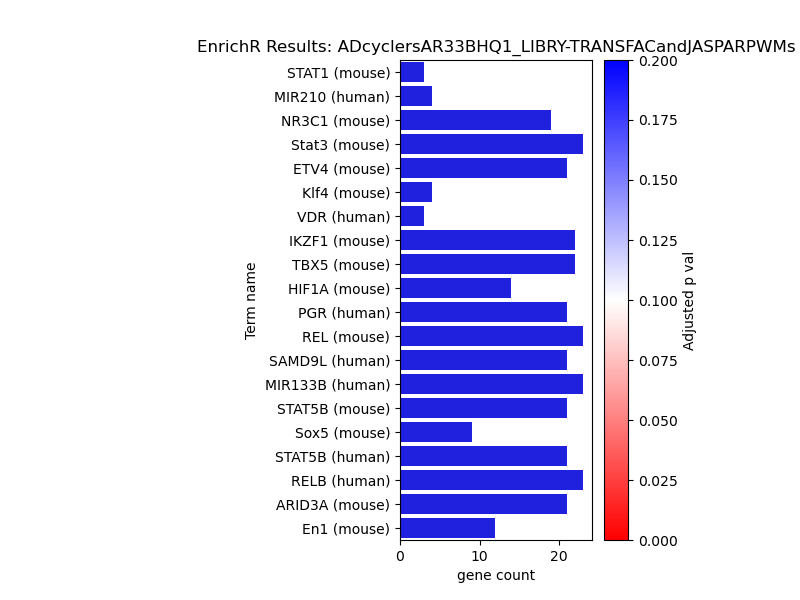 EnrichR Results: ADcyclersAR33BHQ1_LIBRY-TRANSFACandJASPARPWMs
STAT1 (mouse)
MIR210 (human)
NR3C1 (mouse)
Stat3 (mouse)
ETV4 (mouse)
Klf4 (mouse)
VDR (human)
IKZF1 (mouse)
TBX5 (mouse)
HIF1A (mouse)
PGR (human)
REL (mouse)
SAMD9L (human)
MIR133B (human)
STAT5B (mouse)
Sox5 (mouse)
STAT5B (human)
RELB (human)
ARID3A (mouse)
En1 (mouse)
Term name
0 10 20
gene count
0.200
0.175
0.150
0.125
0.100
0.075
0.050
0.025
0.000
Adjusted p val